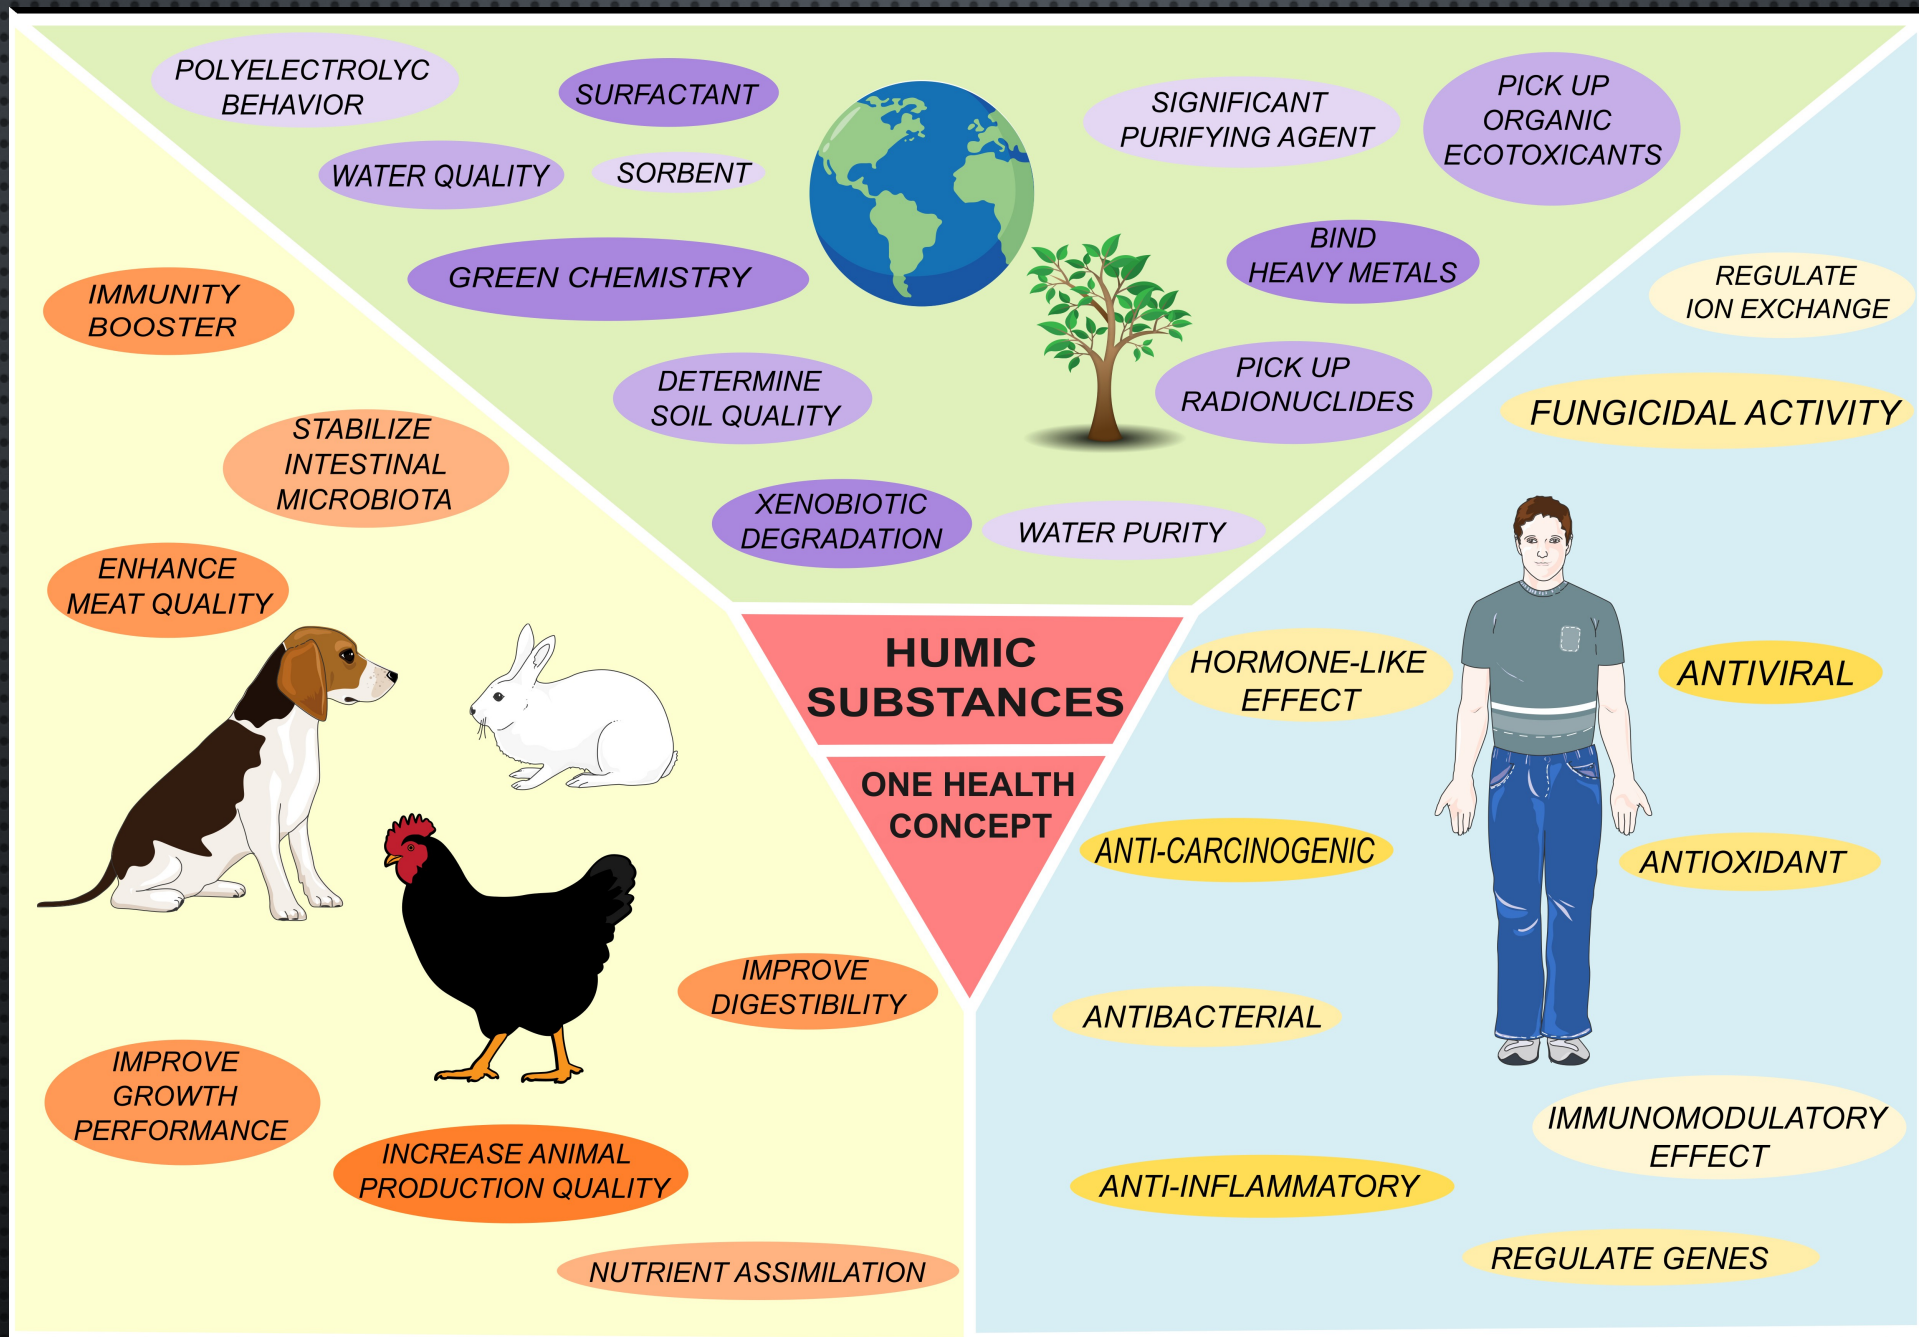 POLYELECTROLYC
BEHAVIOR
SURFACTANT
WATER QUALITY
SORBENT
GREEN CHEMISTRY
DETERMINE
SOIL QUALITY
XENOBIOTIC
DEGRADATION
WATER PURITY
SIGNIFICANT
PURIFYING AGENT
PICK UP
ORGANIC
ECOTOXICANTS
BIND
HEAVY METALS
PICK UP
RADIONUCLIDES
IMMUNITY
BOOSTER
STABILIZE
INTESTINAL
MICROBIOTA
ENHANCE
MEAT QUALITY
IMPROVE
DIGESTIBILITY
IMPROVE
GROWTH
PERFORMANCE
INCREASE ANIMAL
PRODUCTION QUALITY
NUTRIENT ASSIMILATION
HUMIC
SUBSTANCES
ONE HEALTH
CONCEPT
REGULATE
ION EXCHANGE
FUNGICIDAL ACTIVITY
HORMONE-LIKE
EFFECT
ANTIVIRAL
ANTI-CARCINOGENIC
ANTIOXIDANT
ANTIBACTERIAL
IMMUNOMODULATORY
EFFECT
ANTI-INFLAMMATORY
REGULATE GENES